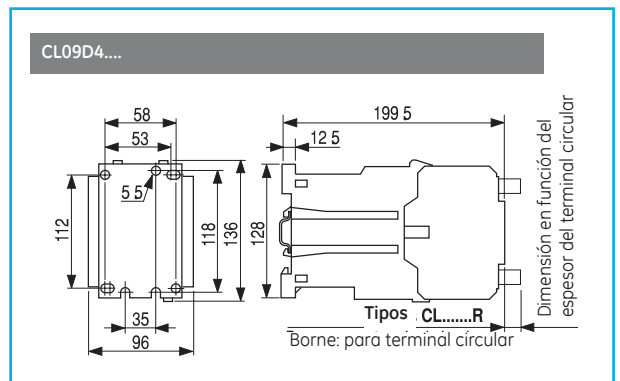 CL09D4....
58
53
5 5
112
118
136
35
96
199 5
12 5
128
Dimensión en función del
espesor del terminal circular
Tipos : CL.......R
Borne: para terminal circular